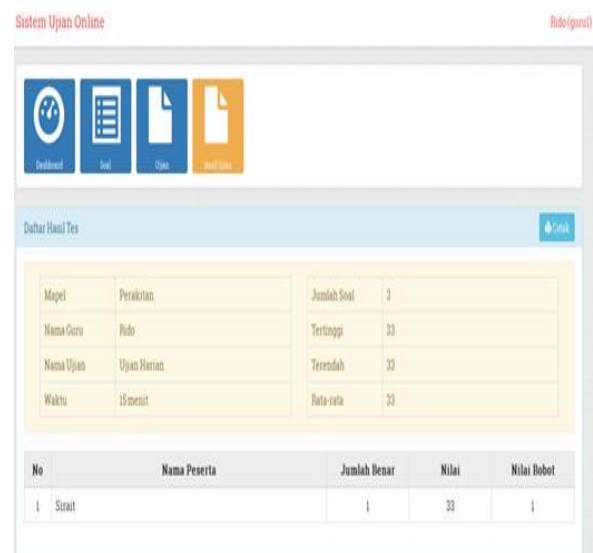 Sistem Ujian Online
Rido (guru1)
Dashboard Soal Ujian Hasil Ujian
Daftar Hasil Tes
Cetak
Mapel Perakitan Jumlah Soal 3
Nama Guru Rido Tertinggi 33
Nama Ujian Ujian Harian Terendah 33
Waktu 15 menit Rata-rata 33
No Nama Peserta Jumlah Benar Nilai Nilai Bobot
1 Sirait 1 33 1